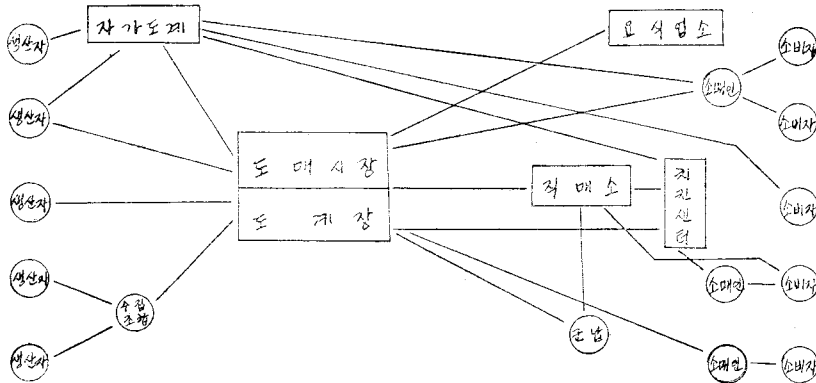 자가도계
요식업소
생산자
소비자
소매인
생산자
소비자
도매시장
직매소
치킨센터
생산자
도계장
소비자
생산자
수집
조합
소매인
소비자
군납
생산자
소매인
소비자